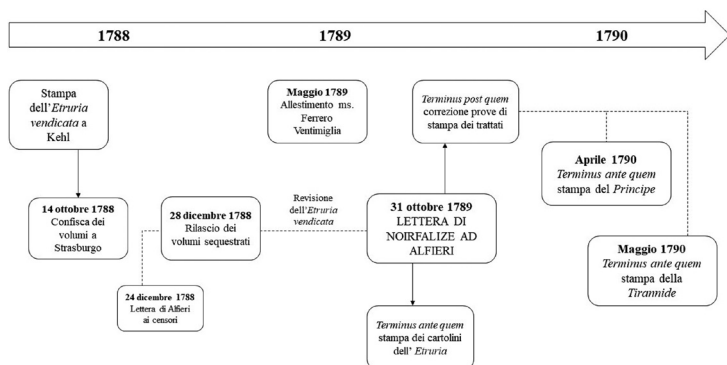 1788
1789
1790
Stampa
dell’Etruria
vendicata a
Kehl
14 ottobre 1788
Confisca dei
volumi a
Strasburgo
24 dicembre 1788
Lettera di Alfieri
ai censori
28 dicembre 1788
Rilascio dei
volumi sequestrati
Revisione
dell’Etruria
vendicata
Maggio 1789
Allestimento ms.
Ferrero
Ventimiglia
31 ottobre 1789
LETTERA DI
NOIRFALIZE AD
ALFIERI
Terminus post quem
correzione prove di
stampa dei trattati
Terminus ante quem
stampa dei cartolini
dell’ Etruria
Aprile 1790
Terminus ante quem
stampa del Principe
Maggio 1790
Terminus ante quem
stampa della
Tirannide